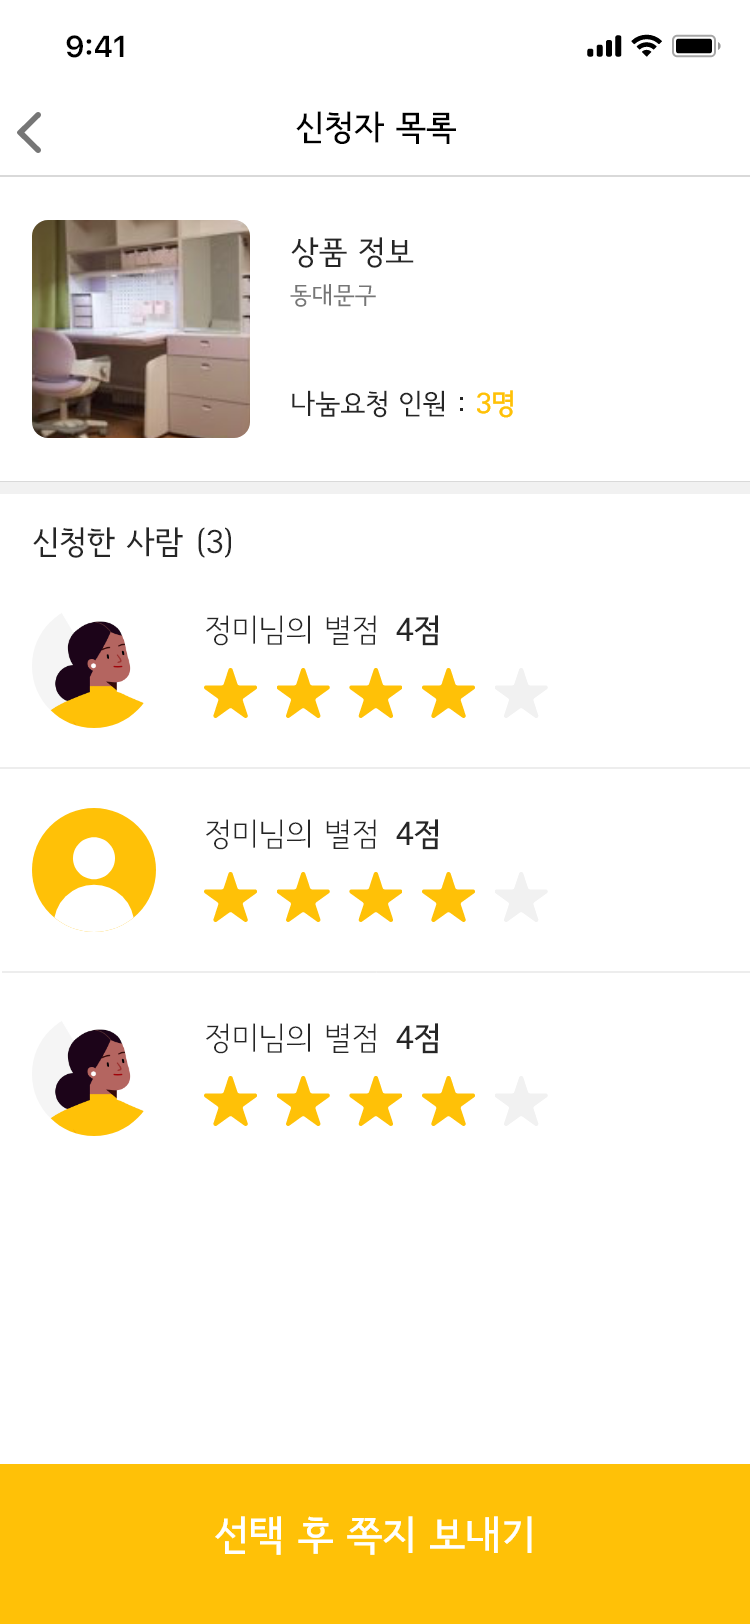 9:41
신청자 목록
상품 정보
동대문구
나눔요청 인원 : 3명
신청한 사람 (3)
정미님의 별점 4점
정미님의 별점 4점
정미님의 별점 4점
선택 후 쪽지 보내기